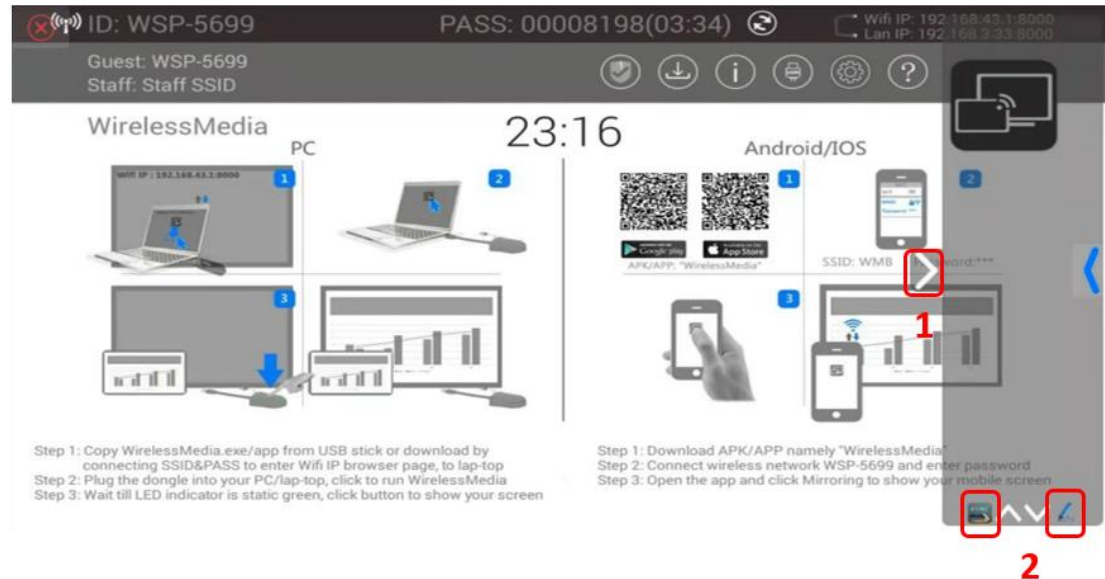 ID: WSP-5699
PASS: 00008198(03:34)
Wifi IP: 192.168.43.1:8000
Lan IP: 192.168.3.33:8000
Guest: WSP-5699
Staff: Staff SSID
WirelessMedia
23:16
PC
Android/IOS
Wifi IP : 192.168.43.1:8000
1
2
1
2
Google play
App Store
APK/APP: "WirelessMedia"
SSID: WMB
Password:***
1
3
3
Step 1: Copy WirelessMedia.exe/app from USB stick or download by
connecting SSID&PASS to enter Wifi IP browser page, to lap-top
Step 2: Plug the dongle into your PC/lap-top, click to run WirelessMedia
Step 3: Wait till LED indicator is static green, click button to show your screen
Step 1: Download APK/APP namely "WirelessMedia"
Step 2: Connect wireless network WSP-5699 and enter password
Step 3: Open the app and click Mirroring to show your mobile screen
2